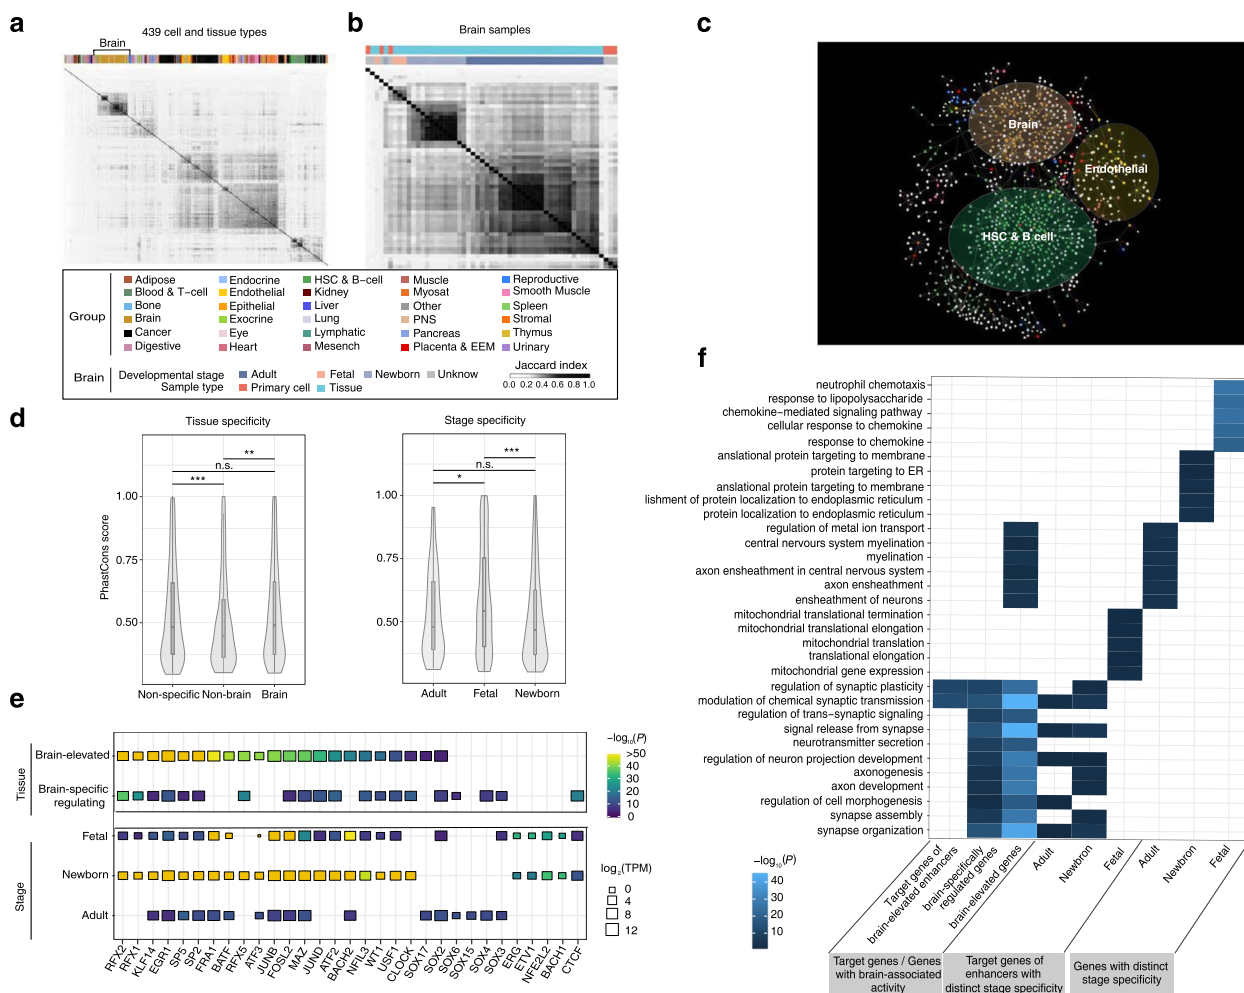 a
439 cell and tissue types
Brain
b
Brain samples
c
Brain
Endothelial
HSC & B cell
Group
Adipose
Blood & T-cell
Bone
Brain
Cancer
Digestive
Endocrine
Endothelial
Epithelial
Exocrine
Eye
Heart
HSC & B-cell
Kidney
Liver
Lung
Lymphatic
Mesench
Muscle
Myosat
Other
PNS
Pancreas
Placenta & EEM
Reproductive
Smooth Muscle
Spleen
Stromal
Thymus
Urinary
Brain
Developmental stage
Adult
Fetal
Newborn
Unknow
Sample type
Primary cell
Tissue
Jaccard index
0.0 0.2 0.4 0.6 0.8 1.0
d
Tissue specificity
**
n.s.
***
PhastCons score
1.00
0.75
0.50
Non-specific Non-brain Brain
Stage specificity
***
n.s.
*
1.00
0.75
0.50
Adult Fetal Newborn
e
Tissue
Brain-elevated
Brain-specific
regulating
Stage
Fetal
Newborn
Adult
RFX2
RFX1
KLF14
EGR1
SP5
SP2
FRA1
BATF
RFX5
ATF3
JUNB
FOSL2
MAZ
JUND
ATF2
BACH2
NFIL3
WT1
USF1
CLOCK
SOX17
SOX2
SOX6
SOX15
SOX4
SOX3
ERG
ETV1
NFE2L2
BACH1
CTCF
−log10(P)
>50
40
30
20
10
0
log2(TPM)
0
4
8
12
f
neutrophil chemotaxis
response to lipopolysaccharide
chemokine−mediated signaling pathway
cellular response to chemokine
response to chemokine
anslational protein targeting to membrane
protein targeting to ER
anslational protein targeting to membrane
lishment of protein localization to endoplasmic reticulum
protein localization to endoplasmic reticulum
regulation of metal ion transport
central nervours system myelination
myelination
axon ensheathment in central nervous system
axon ensheathment
ensheathment of neurons
mitochondrial translational termination
mitochondrial translational elongation
mitochondrial translation
translational elongation
mitochondrial gene expression
regulation of synaptic plasticity
modulation of chemical synaptic transmission
regulation of trans−synaptic signaling
signal release from synapse
neurotransmitter secretion
regulation of neuron projection development
axonogenesis
axon development
regulation of cell morphogenesis
synapse assembly
synapse organization
−log10(P)
40
30
20
10
Target genes of
brain-elevated enhancers
brain-specifically
regulated genes
brain-elevated genes
Adult
Newbron
Fetal
Adult
Newbron
Fetal
Target genes / Genes
with brain-associated
activity
Target genes of
enhancers with
distinct stage specificity
Genes with distinct
stage specificity